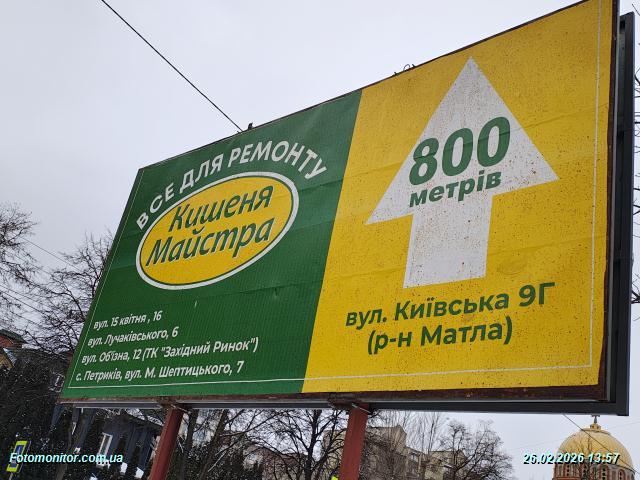 ВСЕ ДЛЯ РЕМОНТУ
Кишеня
Майстра
вул. 15 квітня , 16
вул. Лучаківського, 6
вул. Об'їзна, 12 (ТК "Західний Ринок")
с. Петриків, вул. М. Шептицького, 7
800
метрів
вул. Київська 9Г
(р-н Матла)
Fotomonitor.com.ua
26.02.2026 13:57